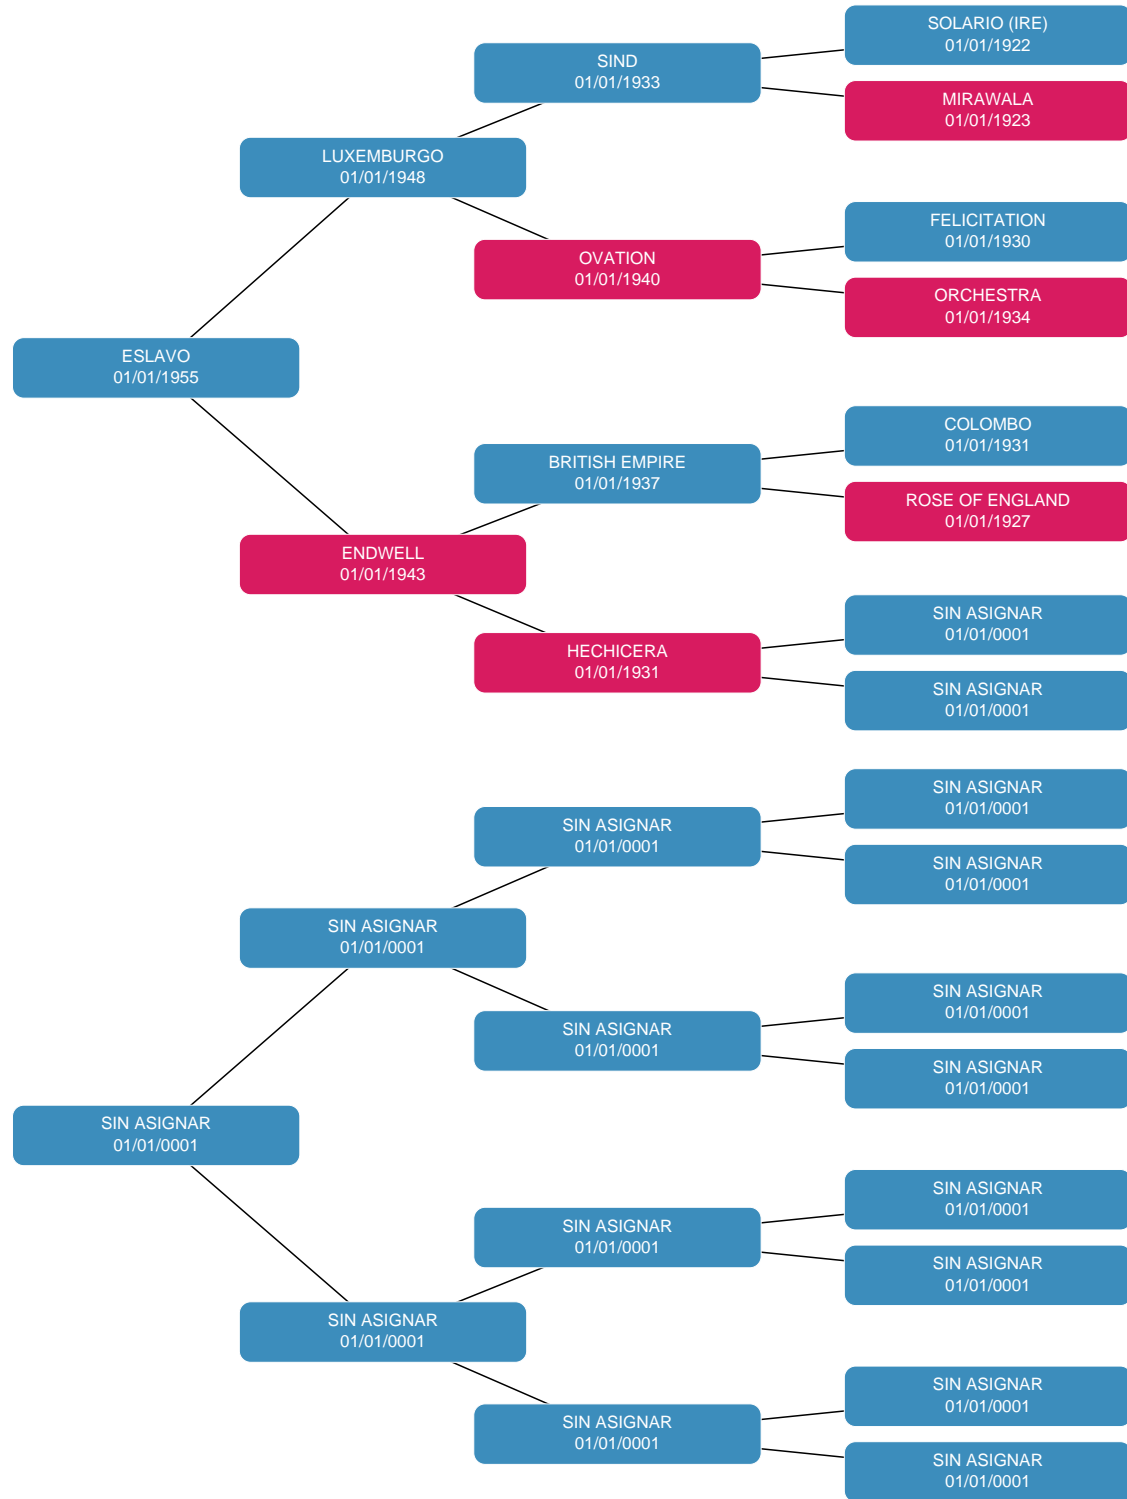 SOLARIO (IRE)
01/01/1922
SIND
01/01/1933
MIRAWALA
01/01/1923
LUXEMBURGO
01/01/1948
FELICITATION
01/01/1930
OVATION
01/01/1940
ORCHESTRA
01/01/1934
ESLAVO
01/01/1955
COLOMBO
01/01/1931
BRITISH EMPIRE
01/01/1937
ROSE OF ENGLAND
01/01/1927
ENDWELL
01/01/1943
SIN ASIGNAR
01/01/0001
HECHICERA
01/01/1931
SIN ASIGNAR
01/01/0001
SIN ASIGNAR
01/01/0001
SIN ASIGNAR
01/01/0001
SIN ASIGNAR
01/01/0001
SIN ASIGNAR
01/01/0001
SIN ASIGNAR
01/01/0001
SIN ASIGNAR
01/01/0001
SIN ASIGNAR
01/01/0001
SIN ASIGNAR
01/01/0001
SIN ASIGNAR
01/01/0001
SIN ASIGNAR
01/01/0001
SIN ASIGNAR
01/01/0001
SIN ASIGNAR
01/01/0001
SIN ASIGNAR
01/01/0001
SIN ASIGNAR
01/01/0001
SIN ASIGNAR
01/01/0001